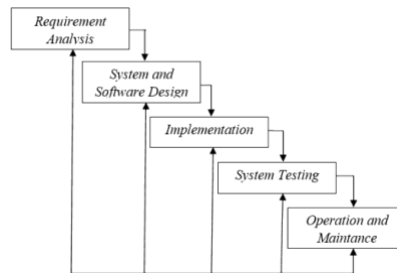 Requirement
Analysis
System and
Software Design
Implementation
System Testing
Operation and
Maintance